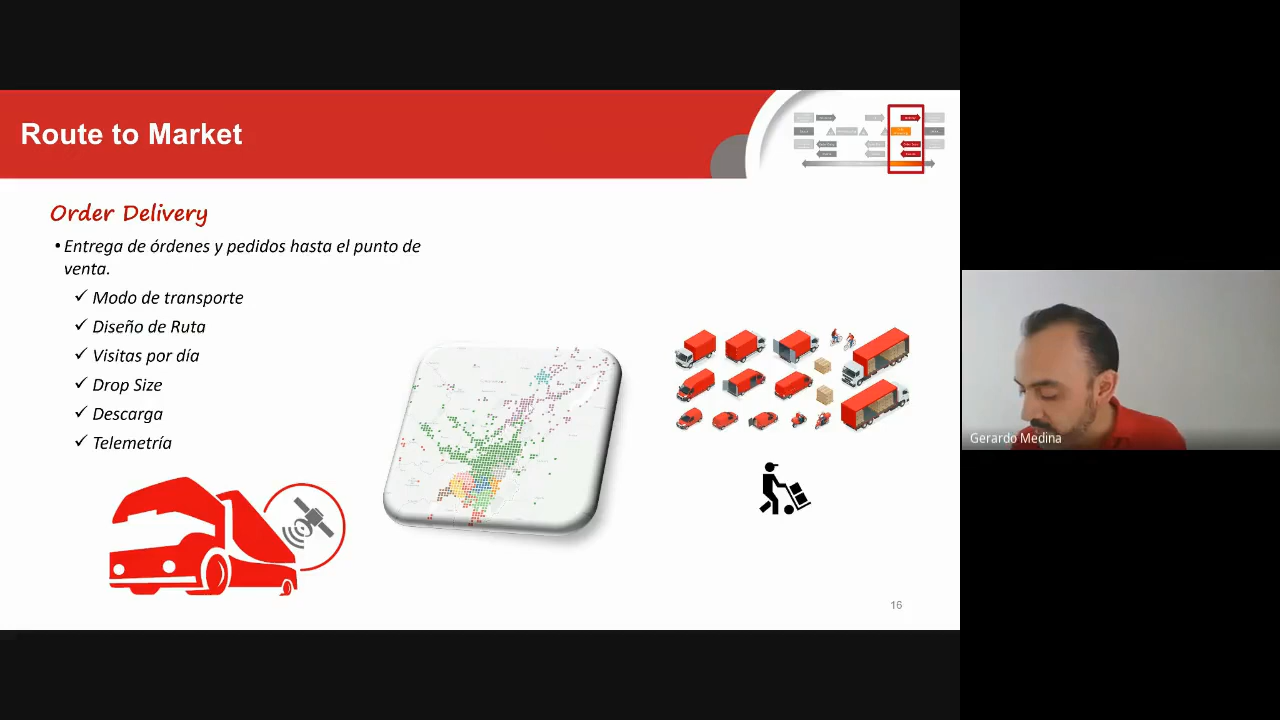 Route to Market
Order Delivery
• Entrega de órdenes y pedidos hasta el punto de
venta.
✓ Modo de transporte
✓ Diseño de Ruta
✓ Visitas por día
✓ Drop Size
✓ Descarga
✓ Telemetría
Gerardo Medina
16